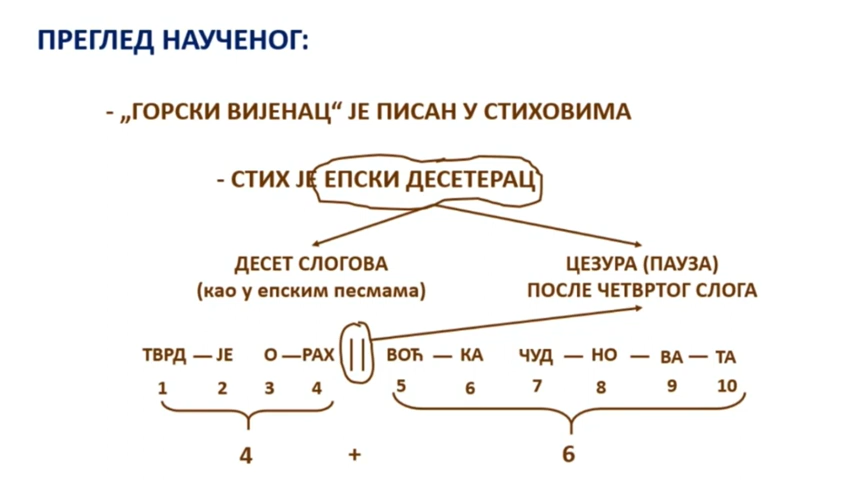 ПРЕГЛЕД НАУЧЕНОГ:
- „ГОРСКИ ВИЈЕНАЦ“ ЈЕ ПИСАН У СТИХОВИМА
- СТИХ ЈЕ ЕПСКИ ДЕСЕТЕРАЦ
ДЕСЕТ СЛОГОВА
(као у епским песмама)
ЦЕЗУРА (ПАУЗА)
ПОСЛЕ ЧЕТВРТОГ СЛОГА
ТВРД — ЈЕ О — РАХ || ВОЋ — КА ЧУД — НО — ВА — ТА
1 2 3 4 5 6 7 8 9 10
4 + 6